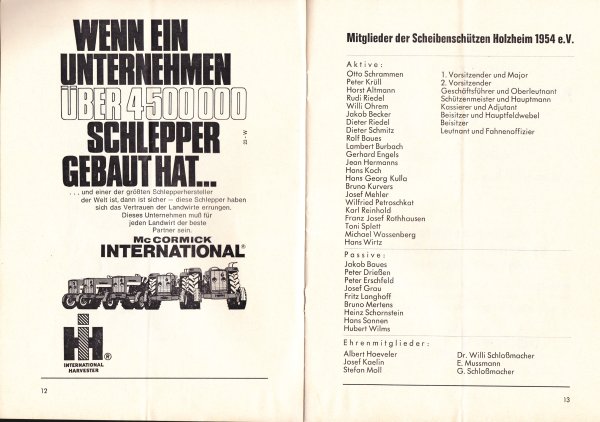 WENN EIN
UNTERNEHMEN
ÜBER 4500000
SCHLEPPER
GEBAUT HAT...
...und einer der größten Schlepperhersteller
der Welt ist, dann ist sicher – diese Schlepper haben
sich das Vertrauen der Landwirte errungen.
Dieses Unternehmen muß für
jeden Landwirt der beste
Partner sein.
22 - W
McCORMICK
INTERNATIONAL®
IH®
INTERNATIONAL
HARVESTER
12
Mitglieder der Scheibenschützen Holzheim 1954 e.V.
Aktive:
Otto Schrammen 1. Vorsitzender und Major
Peter Krüll 2. Vorsitzender
Horst Altmann Geschäftsführer und Oberleutnant
Rudi Riedel Schützenmeister und Hauptmann
Willi Ohrem Kassierer und Adjutant
Jakob Becker Beisitzer und Hauptfeldwebel
Dieter Riedel Beisitzer
Dieter Schmitz Leutnant und Fahnenoffizier
Rolf Baues
Lambert Burbach
Gerhard Engels
Jean Hermanns
Hans Koch
Hans Georg Kulla
Bruno Kurvers
Josef Mehler
Wilfried Petroschkat
Karl Reinhold
Franz Josef Rothhausen
Toni Splett
Michael Wassenberg
Hans Wirtz
Passive:
Jakob Baues
Peter Drießen
Peter Erschfeld
Josef Grau
Fritz Langhoff
Bruno Mertens
Heinz Schornstein
Hans Sonnen
Hubert Wilms
Ehrenmitglieder:
Albert Hoeveler Dr. Willi Schloßmacher
Josef Kaelin E. Mussmann
Stefan Moll G. Schloßmacher
13